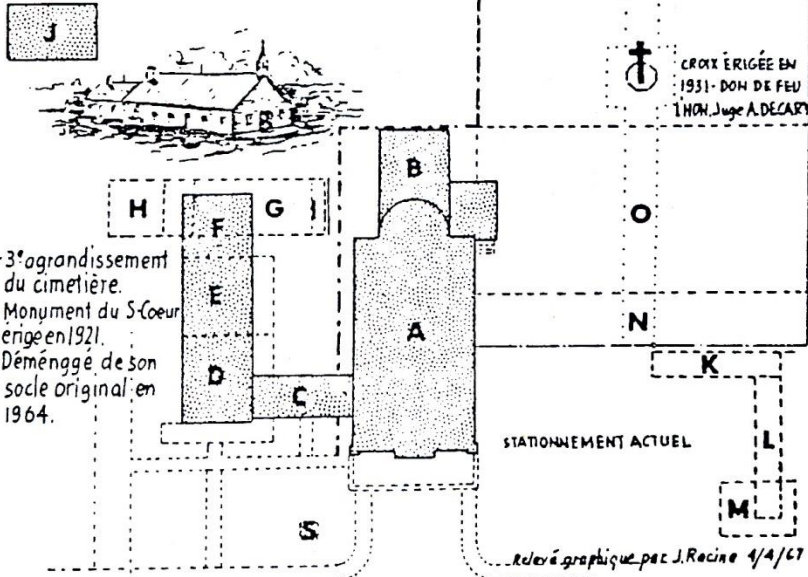 J
CROIX ÉRIGÉE EN
1931 - DON DE FEU
L'HON. Juge A. DECARY
B
H
F
G
I
O
3e agrandissement
du cimetière.
Monument du S-Coeur
érigé en 1921.
Déménagé de son
socle original en
1964.
E
A
N
D
C
K
L
STATIONNEMENT ACTUEL
M
S
Relevé graphique par J. Racine 4/4/67